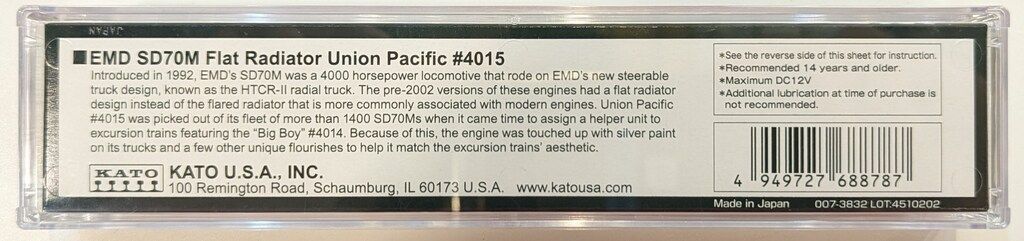 JAPAN
■EMD SD70M Flat Radiator Union Pacific #4015
Introduced in 1992, EMD's SD70M was a 4000 horsepower locomotive that rode on EMD's new steerable
truck design, known as the HTCR-II radial truck. The pre-2002 versions of these engines had a flat radiator
design instead of the flared radiator that is more commonly associated with modern engines. Union Pacific
#4015 was picked out of its fleet of more than 1400 SD70Ms when it came time to assign a helper unit to
excursion trains featuring the "Big Boy" #4014. Because of this, the engine was touched up with silver paint
on its trucks and a few other unique flourishes to help it match the excursion trains' aesthetic.
KATO
KATO U.S.A., INC.
100 Remington Road, Schaumburg, IL 60173 U.S.A. www.katousa.com
*See the reverse side of this sheet for instruction.
*Recommended 14 years and older.
*Maximum DC12V
*Additional lubrication at time of purchase is
not recommended.
4 949727 688787
Made in Japan 007-3832 LOT:4510202